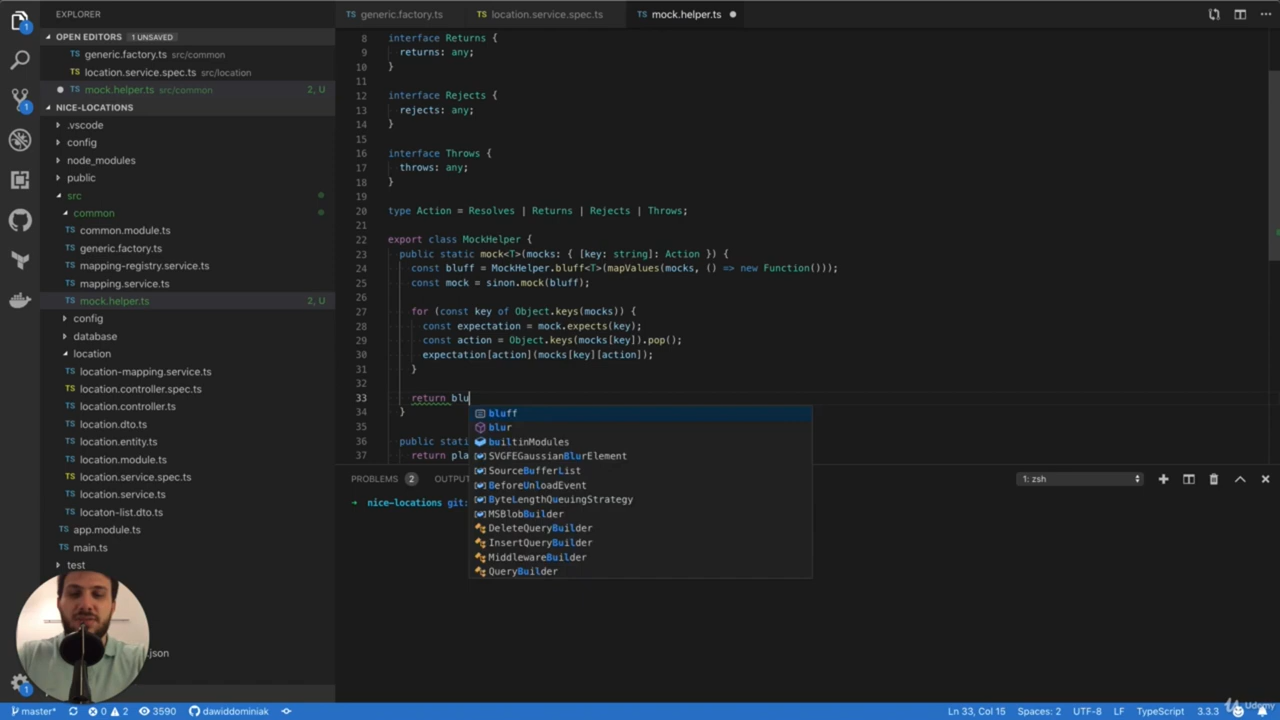 EXPLORER
OPEN EDITORS 1 UNSAVED
generic.factory.ts src/common
location.service.spec.ts src/location
mock.helper.ts src/common 2, U
NICE-LOCATIONS
.vscode
config
node_modules
public
src
common
common.module.ts
generic.factory.ts
mapping-registry.service.ts
mapping.service.ts
mock.helper.ts 2, U
config
database
location
location-mapping.service.ts
location.controller.spec.ts
location.controller.ts
location.dto.ts
location.entity.ts
location.module.ts
location.service.spec.ts
location.service.ts
locaton-list.dto.ts
app.module.ts
main.ts
test
.json
generic.factory.ts location.service.spec.ts mock.helper.ts
8 interface Returns {
9 returns: any;
10 }
11
12 interface Rejects {
13 rejects: any;
14 }
15
16 interface Throws {
17 throws: any;
18 }
19
20 type Action = Resolves | Returns | Rejects | Throws;
21
22 export class MockHelper {
23 public static mock<T>(mocks: { [key: string]: Action }) {
24 const bluff = MockHelper.bluff<T>(mapValues(mocks, () => new Function()));
25 const mock = sinon.mock(bluff);
26
27 for (const key of Object.keys(mocks)) {
28 const expectation = mock.expects(key);
29 const action = Object.keys(mocks[key]).pop();
30 expectation[action](mocks[key][action]);
31 }
32
33 return blu
34 }
35
36 public stati
37 return pla
bluff
blur
builtinModules
SVGFEGaussianBlurElement
SourceBufferList
BeforeUnloadEvent
ByteLengthQueuingStrategy
MSBlobBuilder
DeleteQueryBuilder
InsertQueryBuilder
MiddlewareBuilder
QueryBuilder
PROBLEMS 2 OUTPUT 1: zsh
→ nice-locations git:
master* 0 2 3590 dawiddominiak Ln 33, Col 15 Spaces: 2 UTF-8 LF TypeScript 3.3.3
Udemy